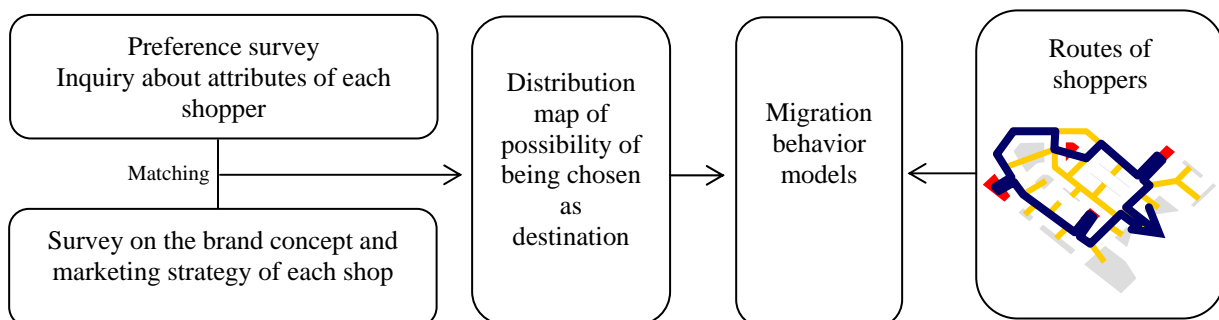 Preference survey
Inquiry about attributes of each
shopper
Matching
Survey on the brand concept and
marketing strategy of each shop
Distribution
map of
possibility of
being chosen
as
destination
Migration
behavior
models
Routes of
shoppers